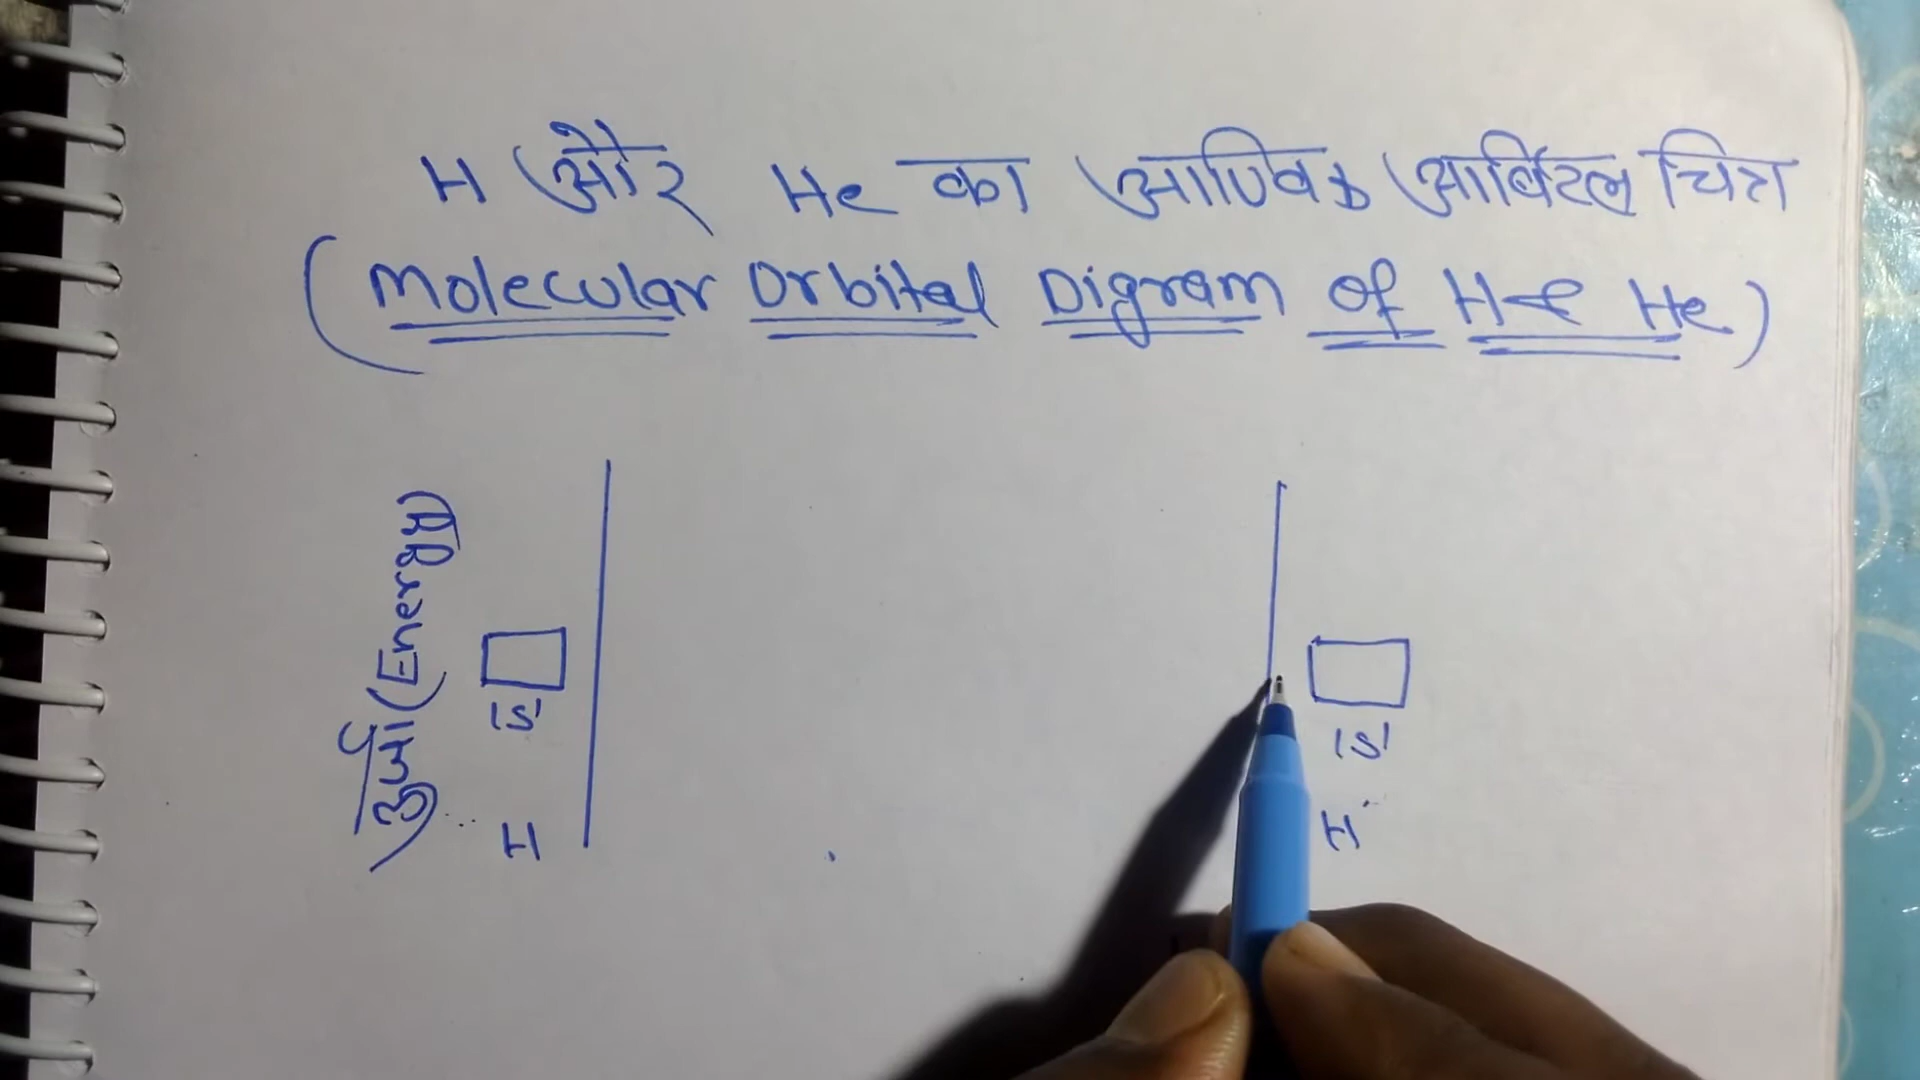 H और He का आण्विक आर्बिटल चित्र
(Molecular Orbital Digram of H & He)
ऊर्जा (Energy)
1s¹
H
1s¹
H